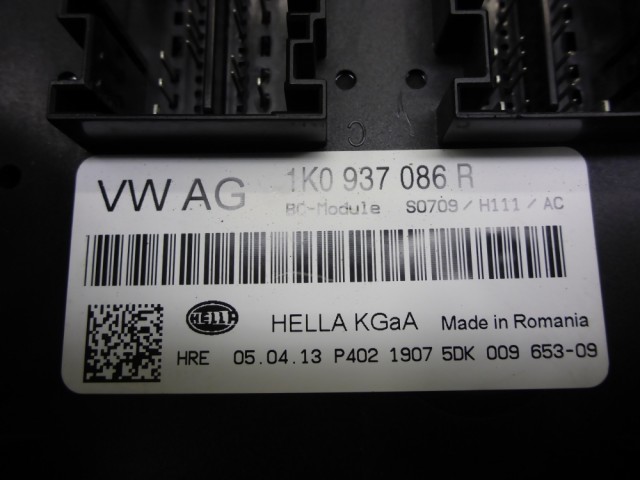 VW AG 1K0 937 086 R
BC-Module S0709 / H111 / AC
HELLA HELLA KGaA Made in Romania
HRE 05.04.13 P402 1907 5DK 009 653-09
C